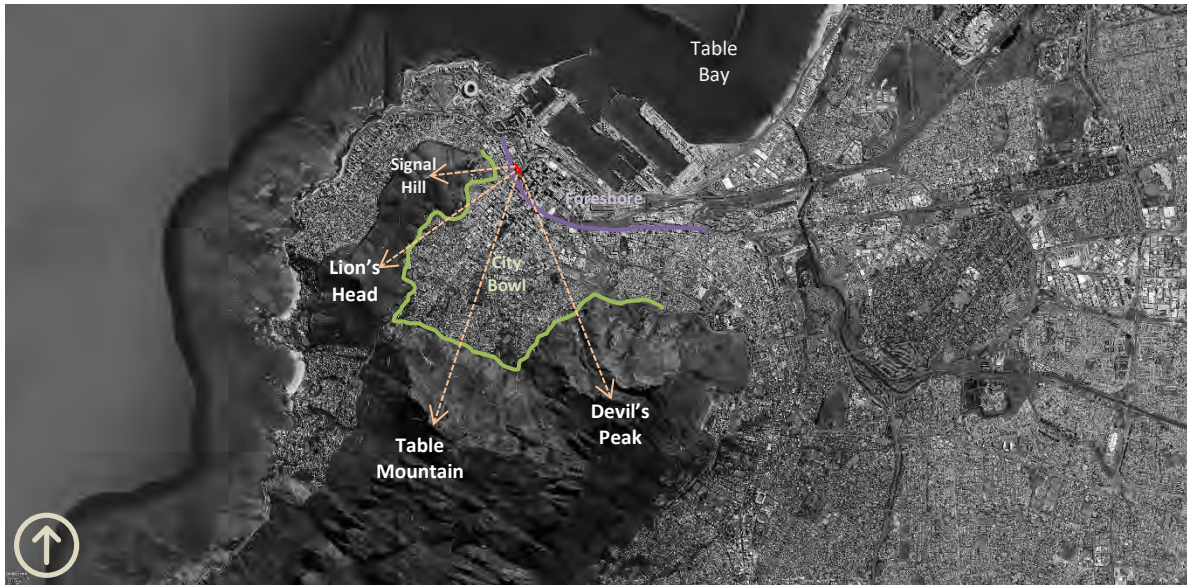 Table
Bay
Signal
Hill
Foreshore
City
Bowl
Lion's
Head
Devil's
Peak
Table
Mountain